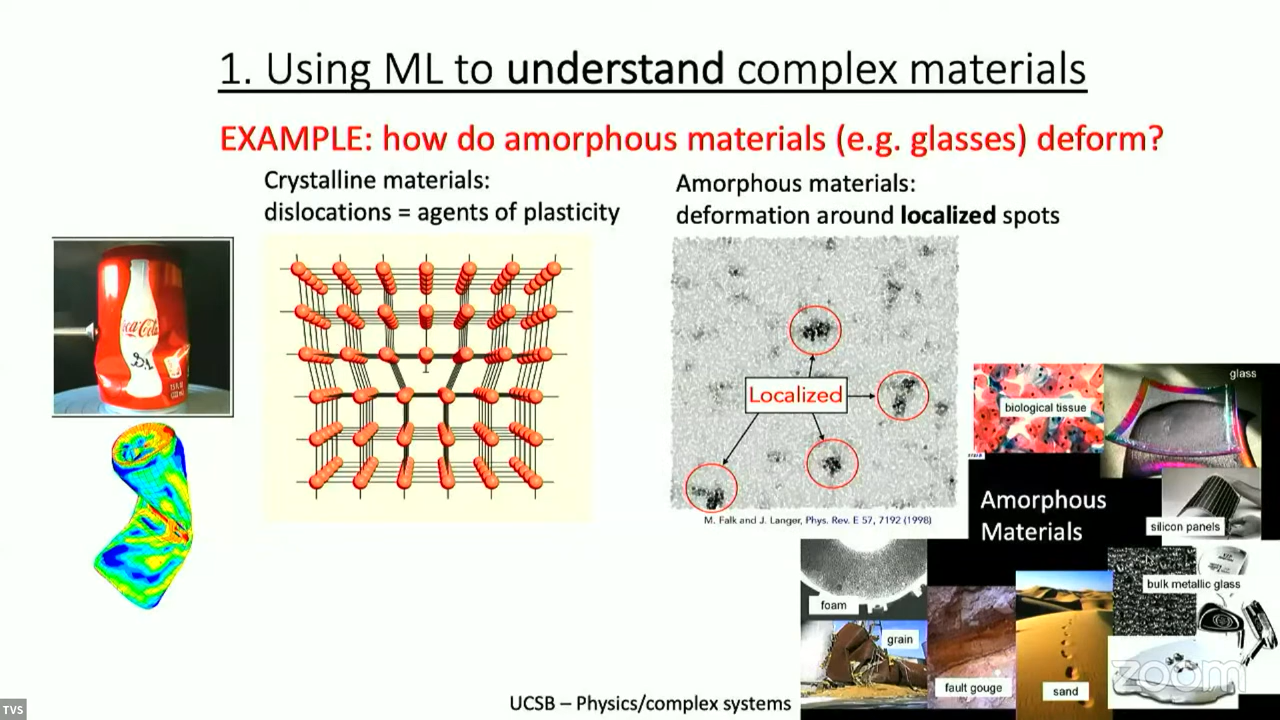 1. Using ML to understand complex materials
EXAMPLE: how do amorphous materials (e.g. glasses) deform?
Crystalline materials:
dislocations = agents of plasticity
Amorphous materials:
deformation around localized spots
Coca-Cola
Localized
M. Falk and J. Langer, Phys. Rev. E 57, 7192 (1998)
biological tissue
glass
Amorphous
Materials
silicon panels
foam
bulk metallic glass
grain
fault gouge
sand
zoom
UCSB – Physics/complex systems
TVS